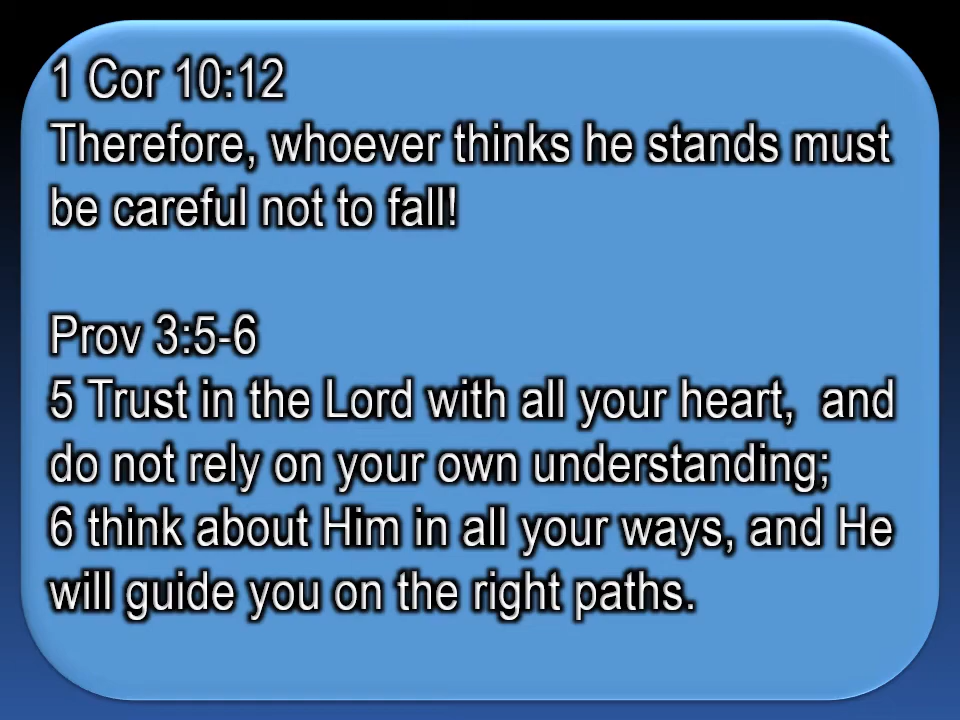 1 Cor 10:12
Therefore, whoever thinks he stands must
be careful not to fall!
Prov 3:5-6
5 Trust in the Lord with all your heart,  and
do not rely on your own understanding;
6 think about Him in all your ways, and He
will guide you on the right paths.